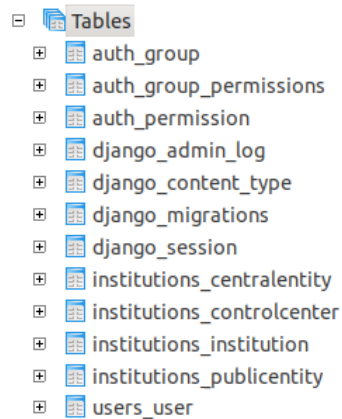 Tables
auth_group
auth_group_permissions
auth_permission
django_admin_log
django_content_type
django_migrations
django_session
institutions_centralentity
institutions_controlcenter
institutions_institution
institutions_publicentity
users_user